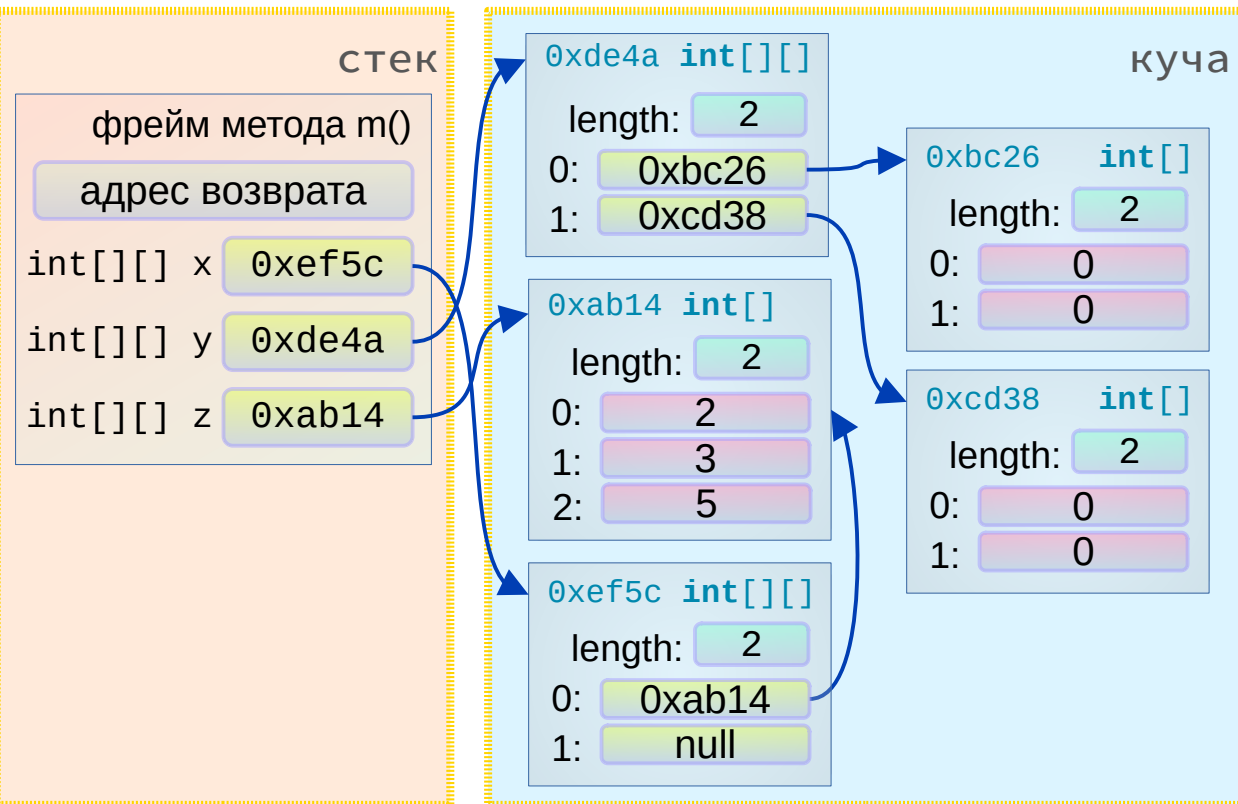 стек
фрейм метода m()
адрес возврата
int[][] x 0xef5c
int[][] y 0xde4a
int[][] z 0xab14
куча
0xde4a int[][]
length: 2
0: 0xbc26
1: 0xcd38
0xab14 int[]
length: 2
0: 2
1: 3
2: 5
0xef5c int[][]
length: 2
0: 0xab14
1: null
0xbc26 int[]
length: 2
0: 0
1: 0
0xcd38 int[]
length: 2
0: 0
1: 0